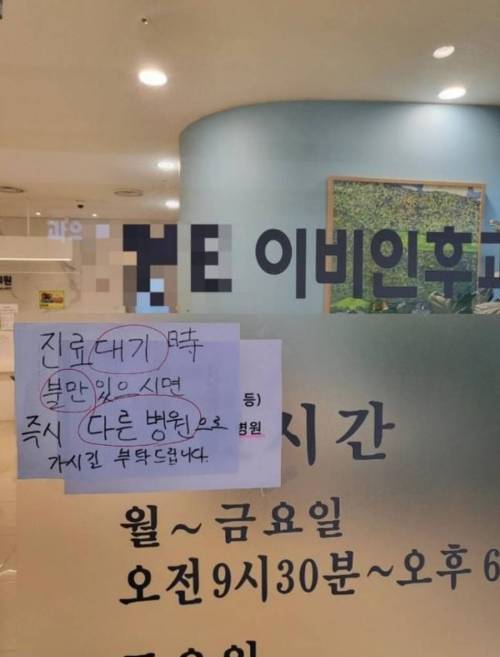 과은
이비인후과
진료대기 時
불만 있으시면
즉시 다른 병원으로
가시길 부탁드립니다.
등)
병원
시간
월~금요일
오전9시30분~오후 6